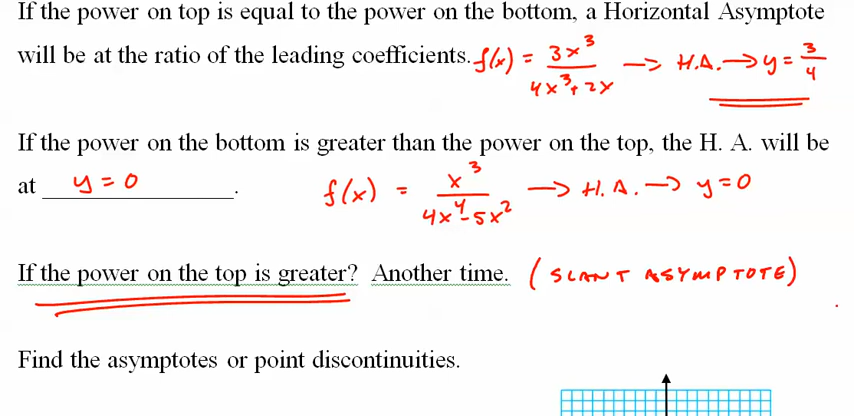 If the power on top is equal to the power on the bottom, a Horizontal Asymptote
will be at the ratio of the leading coefficients. f(x) = 3x³/(4x³+2x) → H.A. → y = 3/4
If the power on the bottom is greater than the power on the top, the H. A. will be
at y = 0. f(x) = x³/(4x⁴-5x²) → H.A. → y=0
If the power on the top is greater? Another time. (SLANT ASYMPTOTE)
Find the asymptotes or point discontinuities.